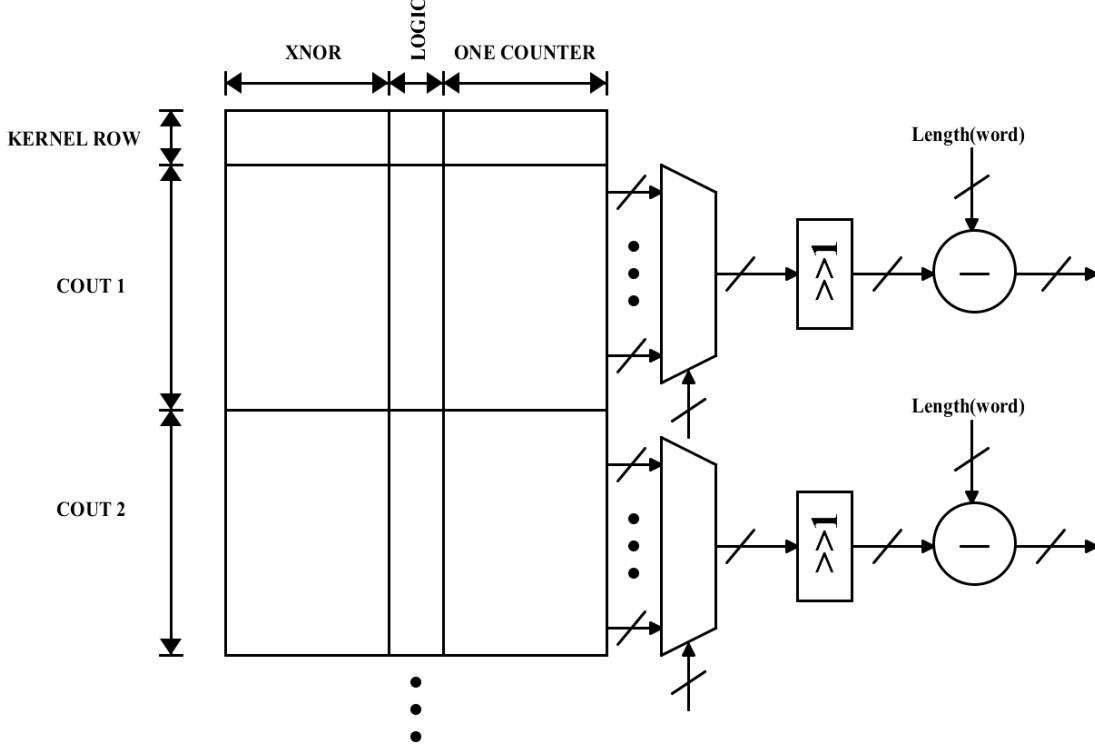 XNOR
LOGIC
ONE COUNTER
KERNEL ROW
Length(word)
COUT 1
>>1
—
Length(word)
COUT 2
>>1
—